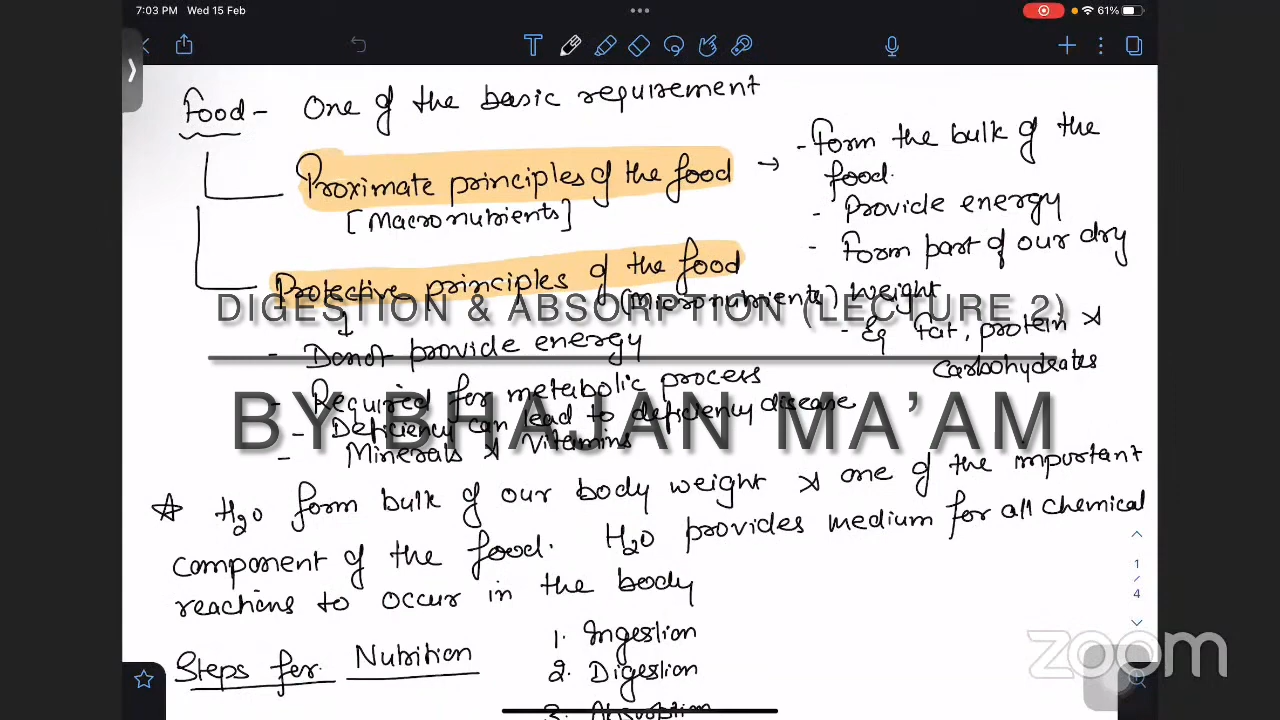 7:03 PM Wed 15 Feb
61%
Food - One of the basic requirement
Proximate principles of the food →
[Macronutrients]
- Form the bulk of the
food.
- Provide energy
- Form part of our dry
weight
- Eg Fat, protein &
carbohydrates
Protective principles of the food
(micronutrients)
DIGESTION & ABSORPTION (LECTURE 2)
- Donot provide energy
- Required for metabolic process
- Deficiency can lead to deficiency disease
- Minerals & Vitamins
BY BHAJAN MA'AM
☆ H2O form bulk of our body weight & one of the important
component of the food. H2O provides medium for all chemical
reactions to occur in the body
Steps for Nutrition
1. Ingestion
2. Digestion
3. Absorption
1
/
4
zoom